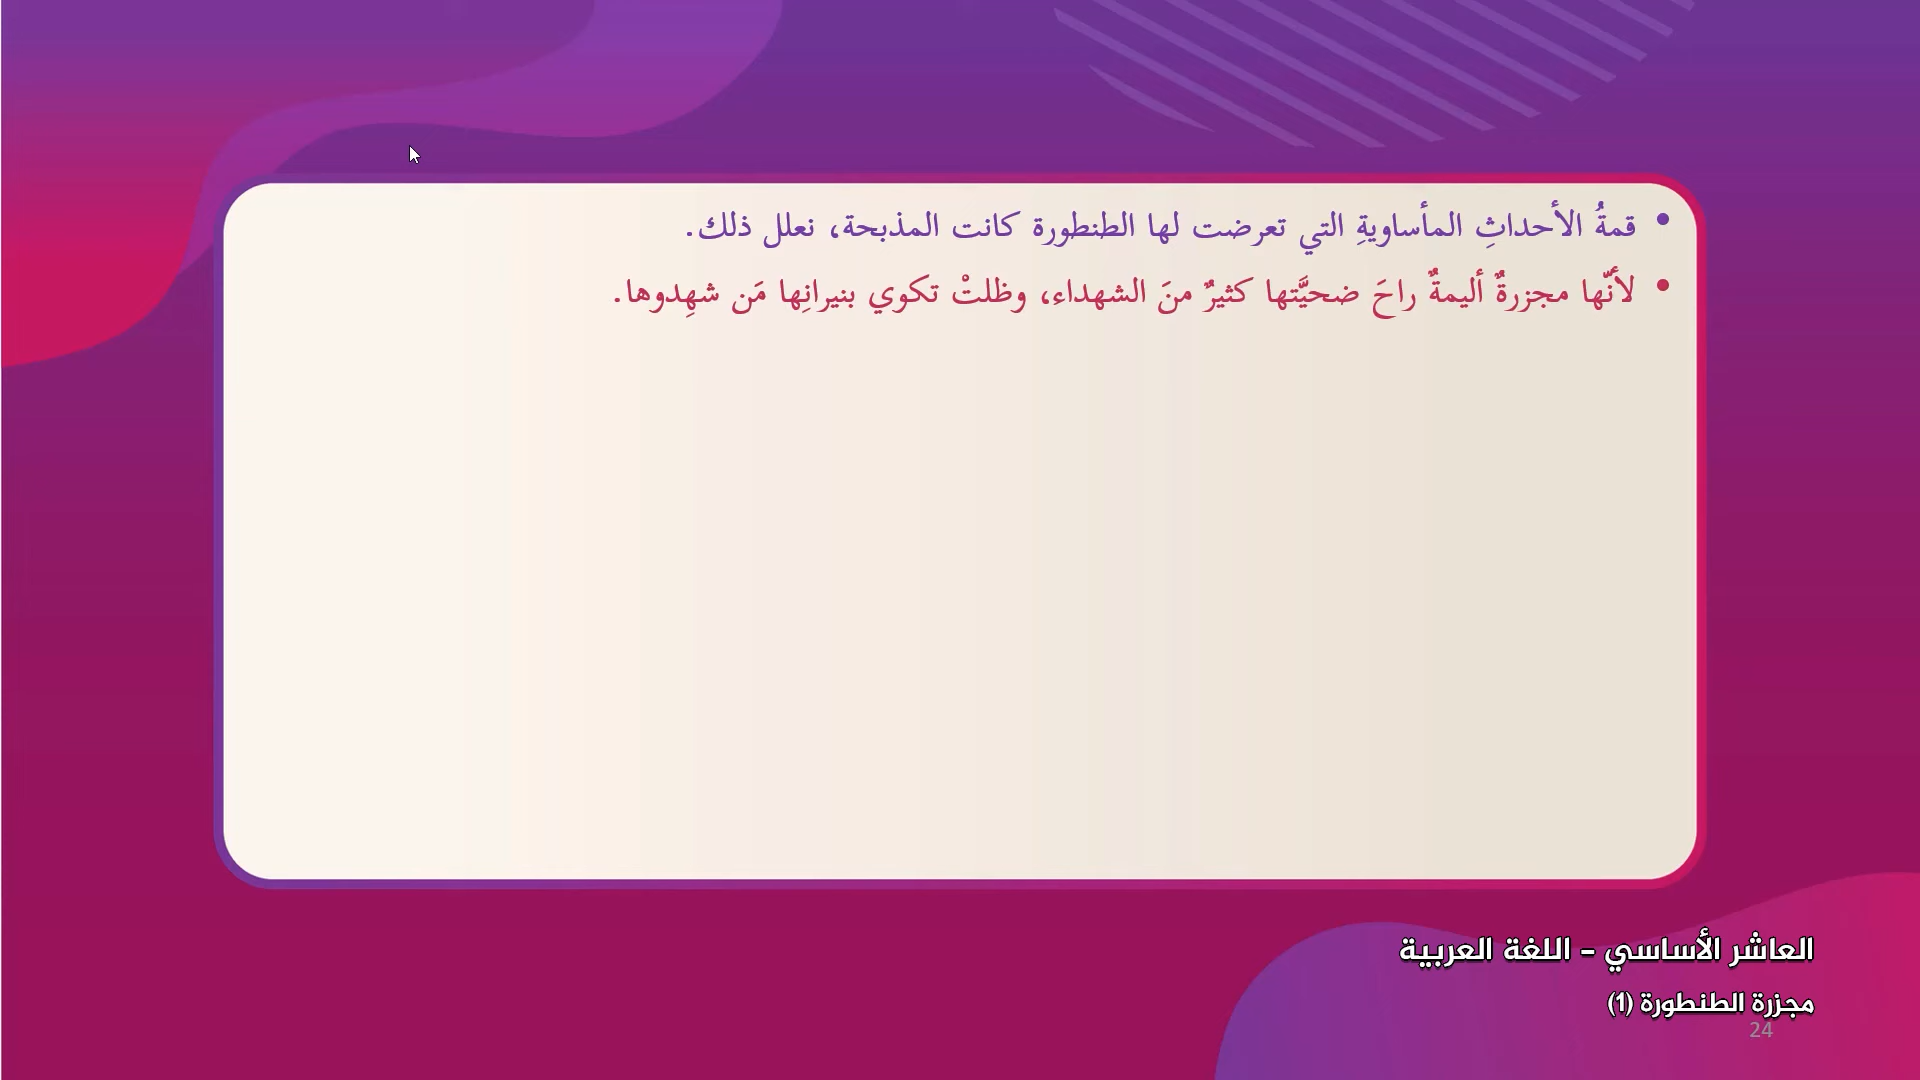 • قمةُ الأحداثِ المأساويةِ التي تعرضت لها الطنطورة كانت المذبحة، نعلل ذلك.
• لأنّها مجزرةٌ أليمةٌ راحَ ضحيَّتها كثيرٌ منَ الشهداء، وظلتْ تكوي بنيرانِها مَن شهِدوها.
العاشر الأساسي – اللغة العربية
مجزرة الطنطورة (1)
24